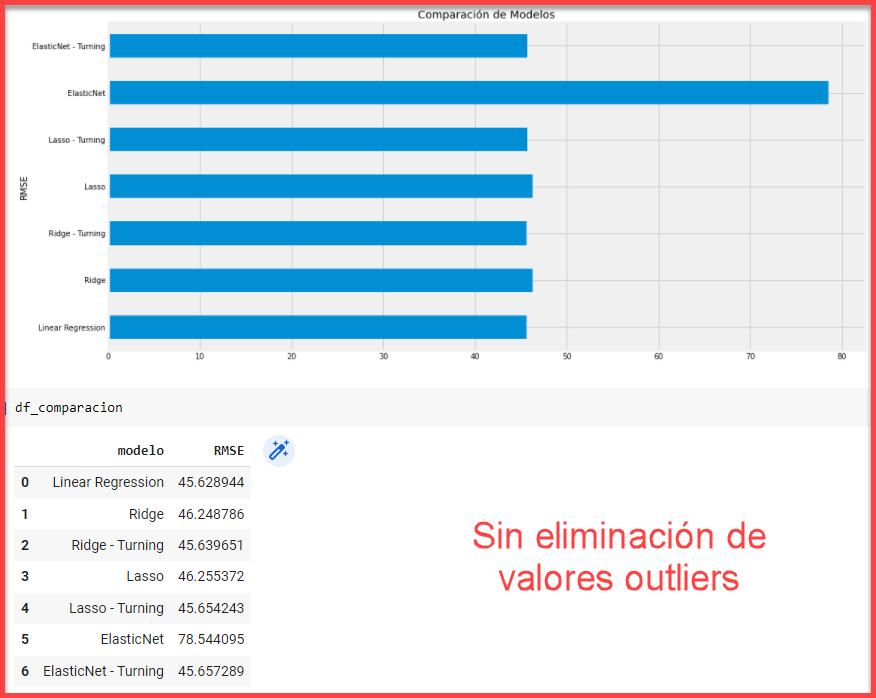 Comparación de Modelos
ElasticNet - Turning
ElasticNet
Lasso - Turning
Lasso
Ridge - Turning
Ridge
Linear Regression
RMSE
0 10 20 30 40 50 60 70 80
df_comparacion
modelo RMSE
0 Linear Regression 45.628944
1 Ridge 46.248786
2 Ridge - Turning 45.639651
3 Lasso 46.255372
4 Lasso - Turning 45.654243
5 ElasticNet 78.544095
6 ElasticNet - Turning 45.657289
Sin eliminación de
valores outliers